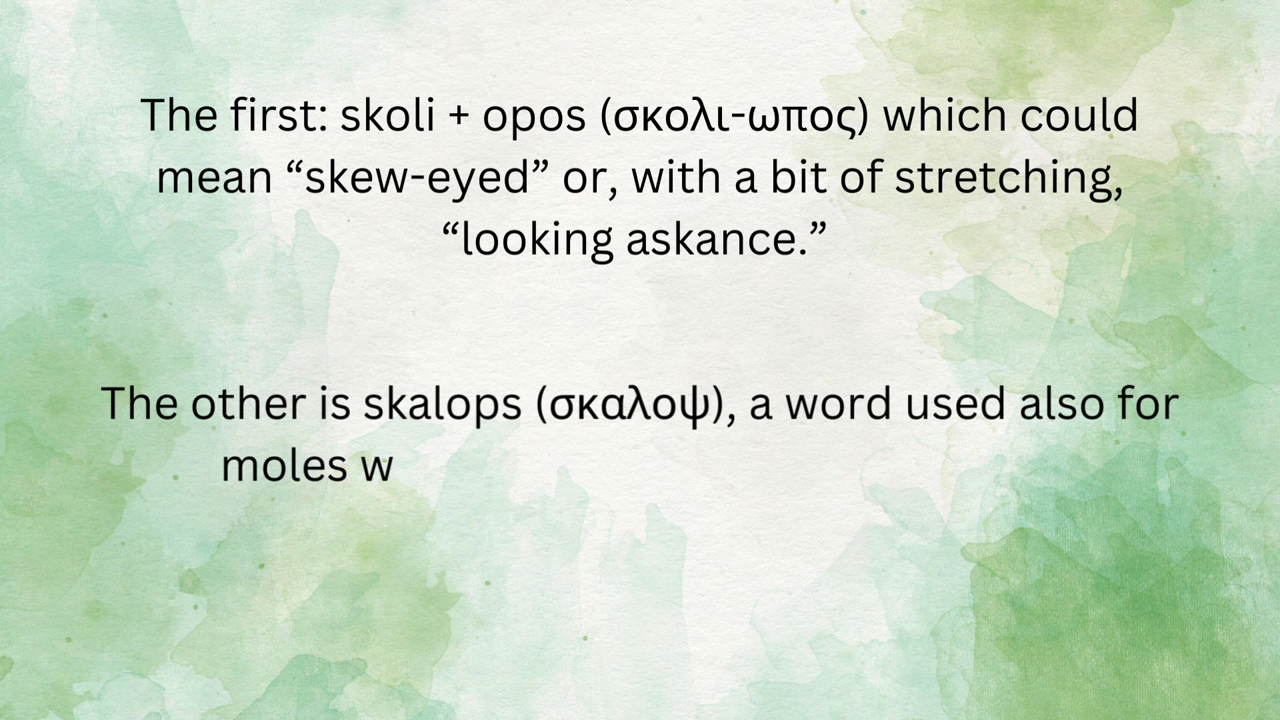 The first: skoli + opos (σκολι-ωπος) which could
mean “skew-eyed” or, with a bit of stretching,
“looking askance.”
The other is skalops (σκαλοψ), a word used also for
moles w